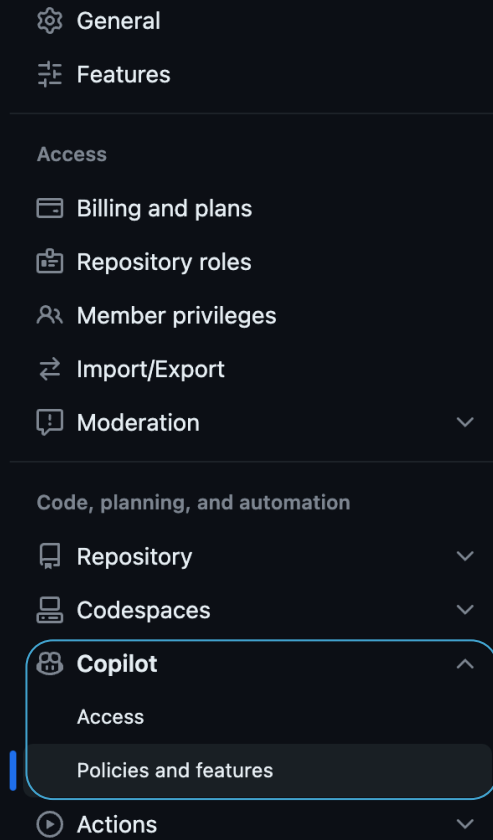 General
Features
Access
Billing and plans
Repository roles
Member privileges
Import/Export
Moderation
Code, planning, and automation
Repository
Codespaces
Copilot
Access
Policies and features
Actions